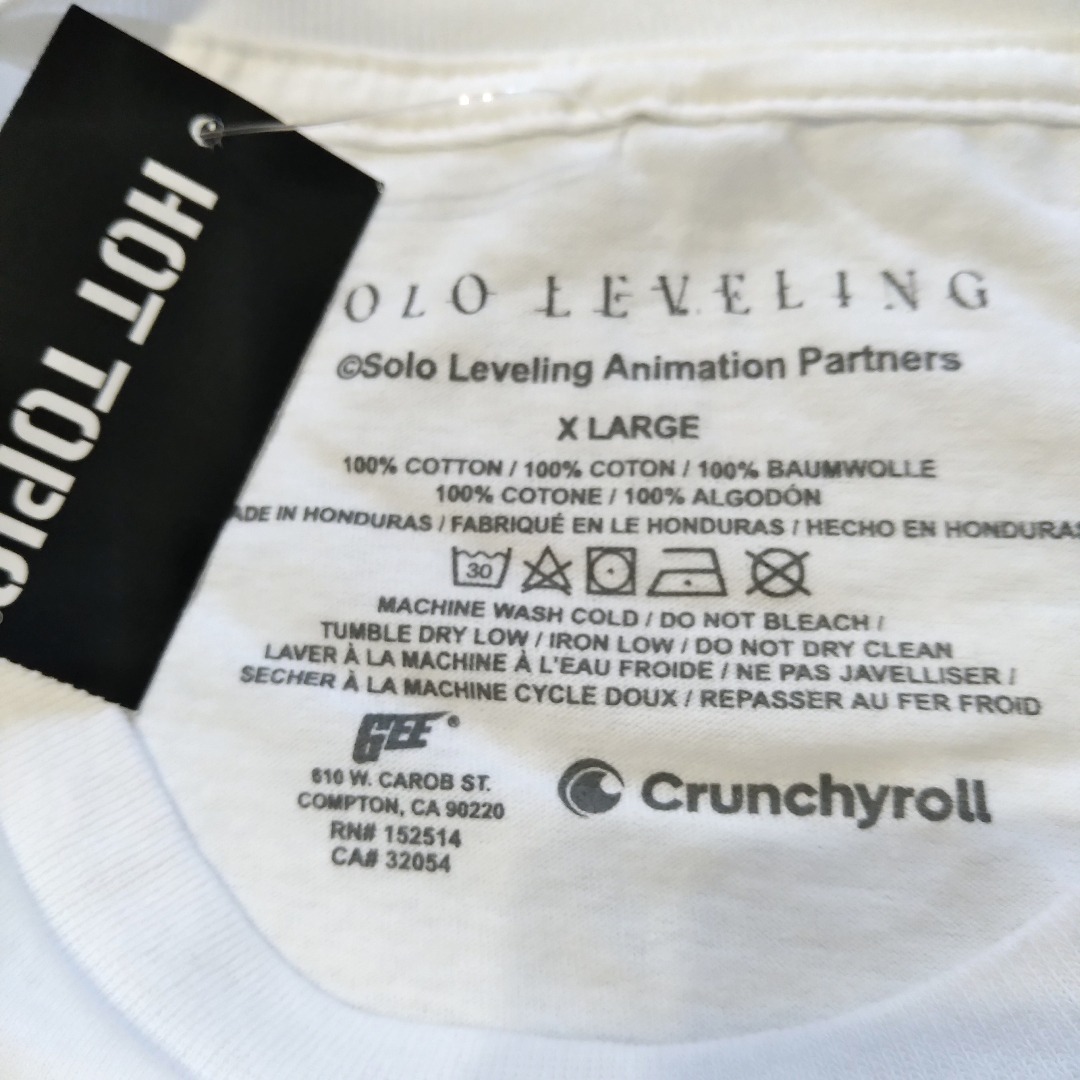 HOT TOPIC
OLO LEVELING
©Solo Leveling Animation Partners
X LARGE
100% COTTON / 100% COTON / 100% BAUMWOLLE
100% COTONE / 100% ALGODÓN
ADE IN HONDURAS / FABRIQUÉ EN LE HONDURAS / HECHO EN HONDURAS
30
MACHINE WASH COLD / DO NOT BLEACH /
TUMBLE DRY LOW / IRON LOW / DO NOT DRY CLEAN
LAVER À LA MACHINE À L'EAU FROIDE / NE PAS JAVELLISER /
SECHER À LA MACHINE CYCLE DOUX / REPASSER AU FER FROID
GEE®
610 W. CAROB ST.
COMPTON, CA 90220
RN# 152514
CA# 32054
Crunchyroll